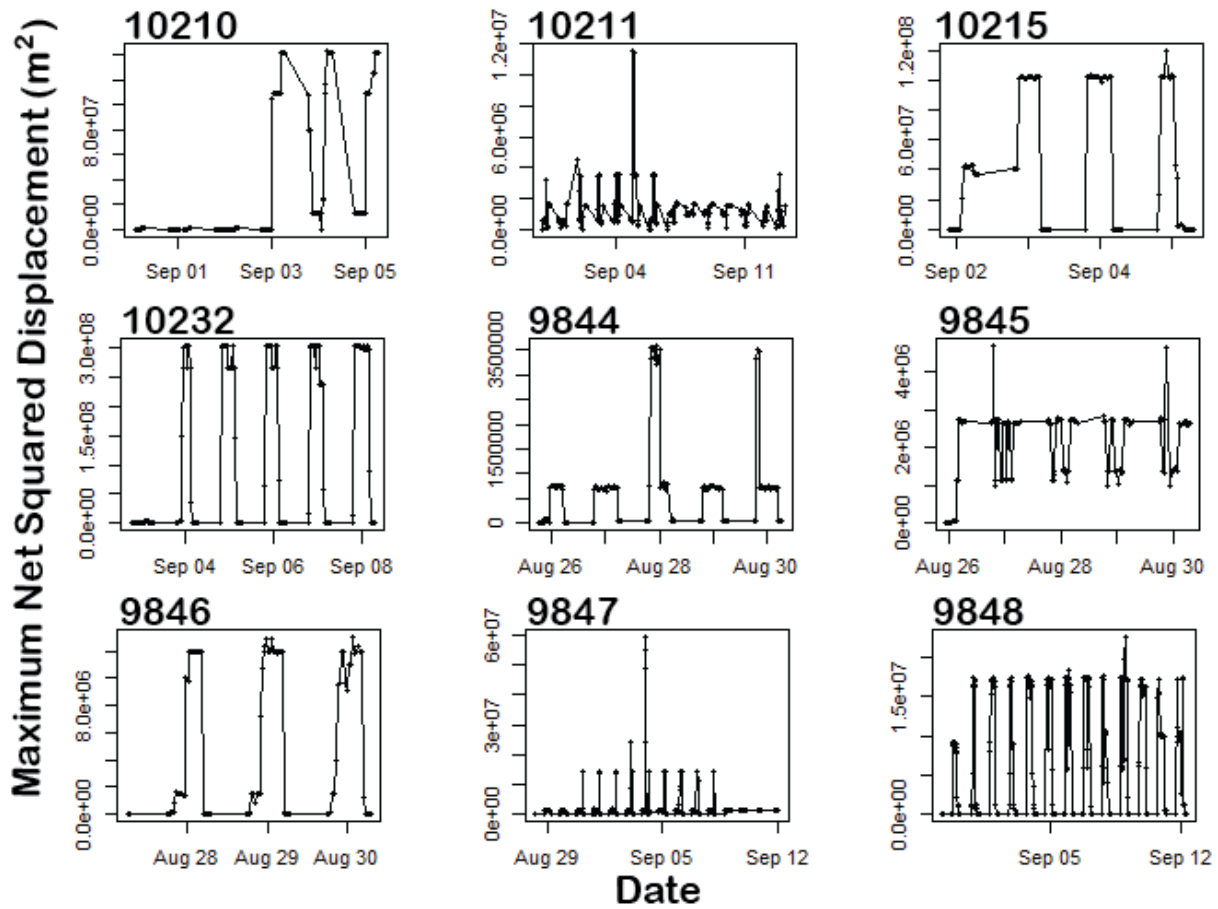 Maximum Net Squared Displacement (m²)
10210
0.0e+00
8.0e+07
Sep 01
Sep 03
Sep 05
10211
0.0e+00
6.0e+06
1.2e+07
Sep 04
Sep 11
10215
0.0e+00
6.0e+07
1.2e+08
Sep 02
Sep 04
10232
0.0e+00
1.5e+08
3.0e+08
Sep 04
Sep 06
Sep 08
9844
0
1500000
3500000
Aug 26
Aug 28
Aug 30
9845
0e+00
2e+06
4e+06
Aug 26
Aug 28
Aug 30
9846
0.0e+00
8.0e+06
Aug 28
Aug 29
Aug 30
9847
0e+00
3e+07
6e+07
Aug 29
Sep 05
Sep 12
9848
0.0e+00
1.5e+07
Sep 05
Sep 12
Date